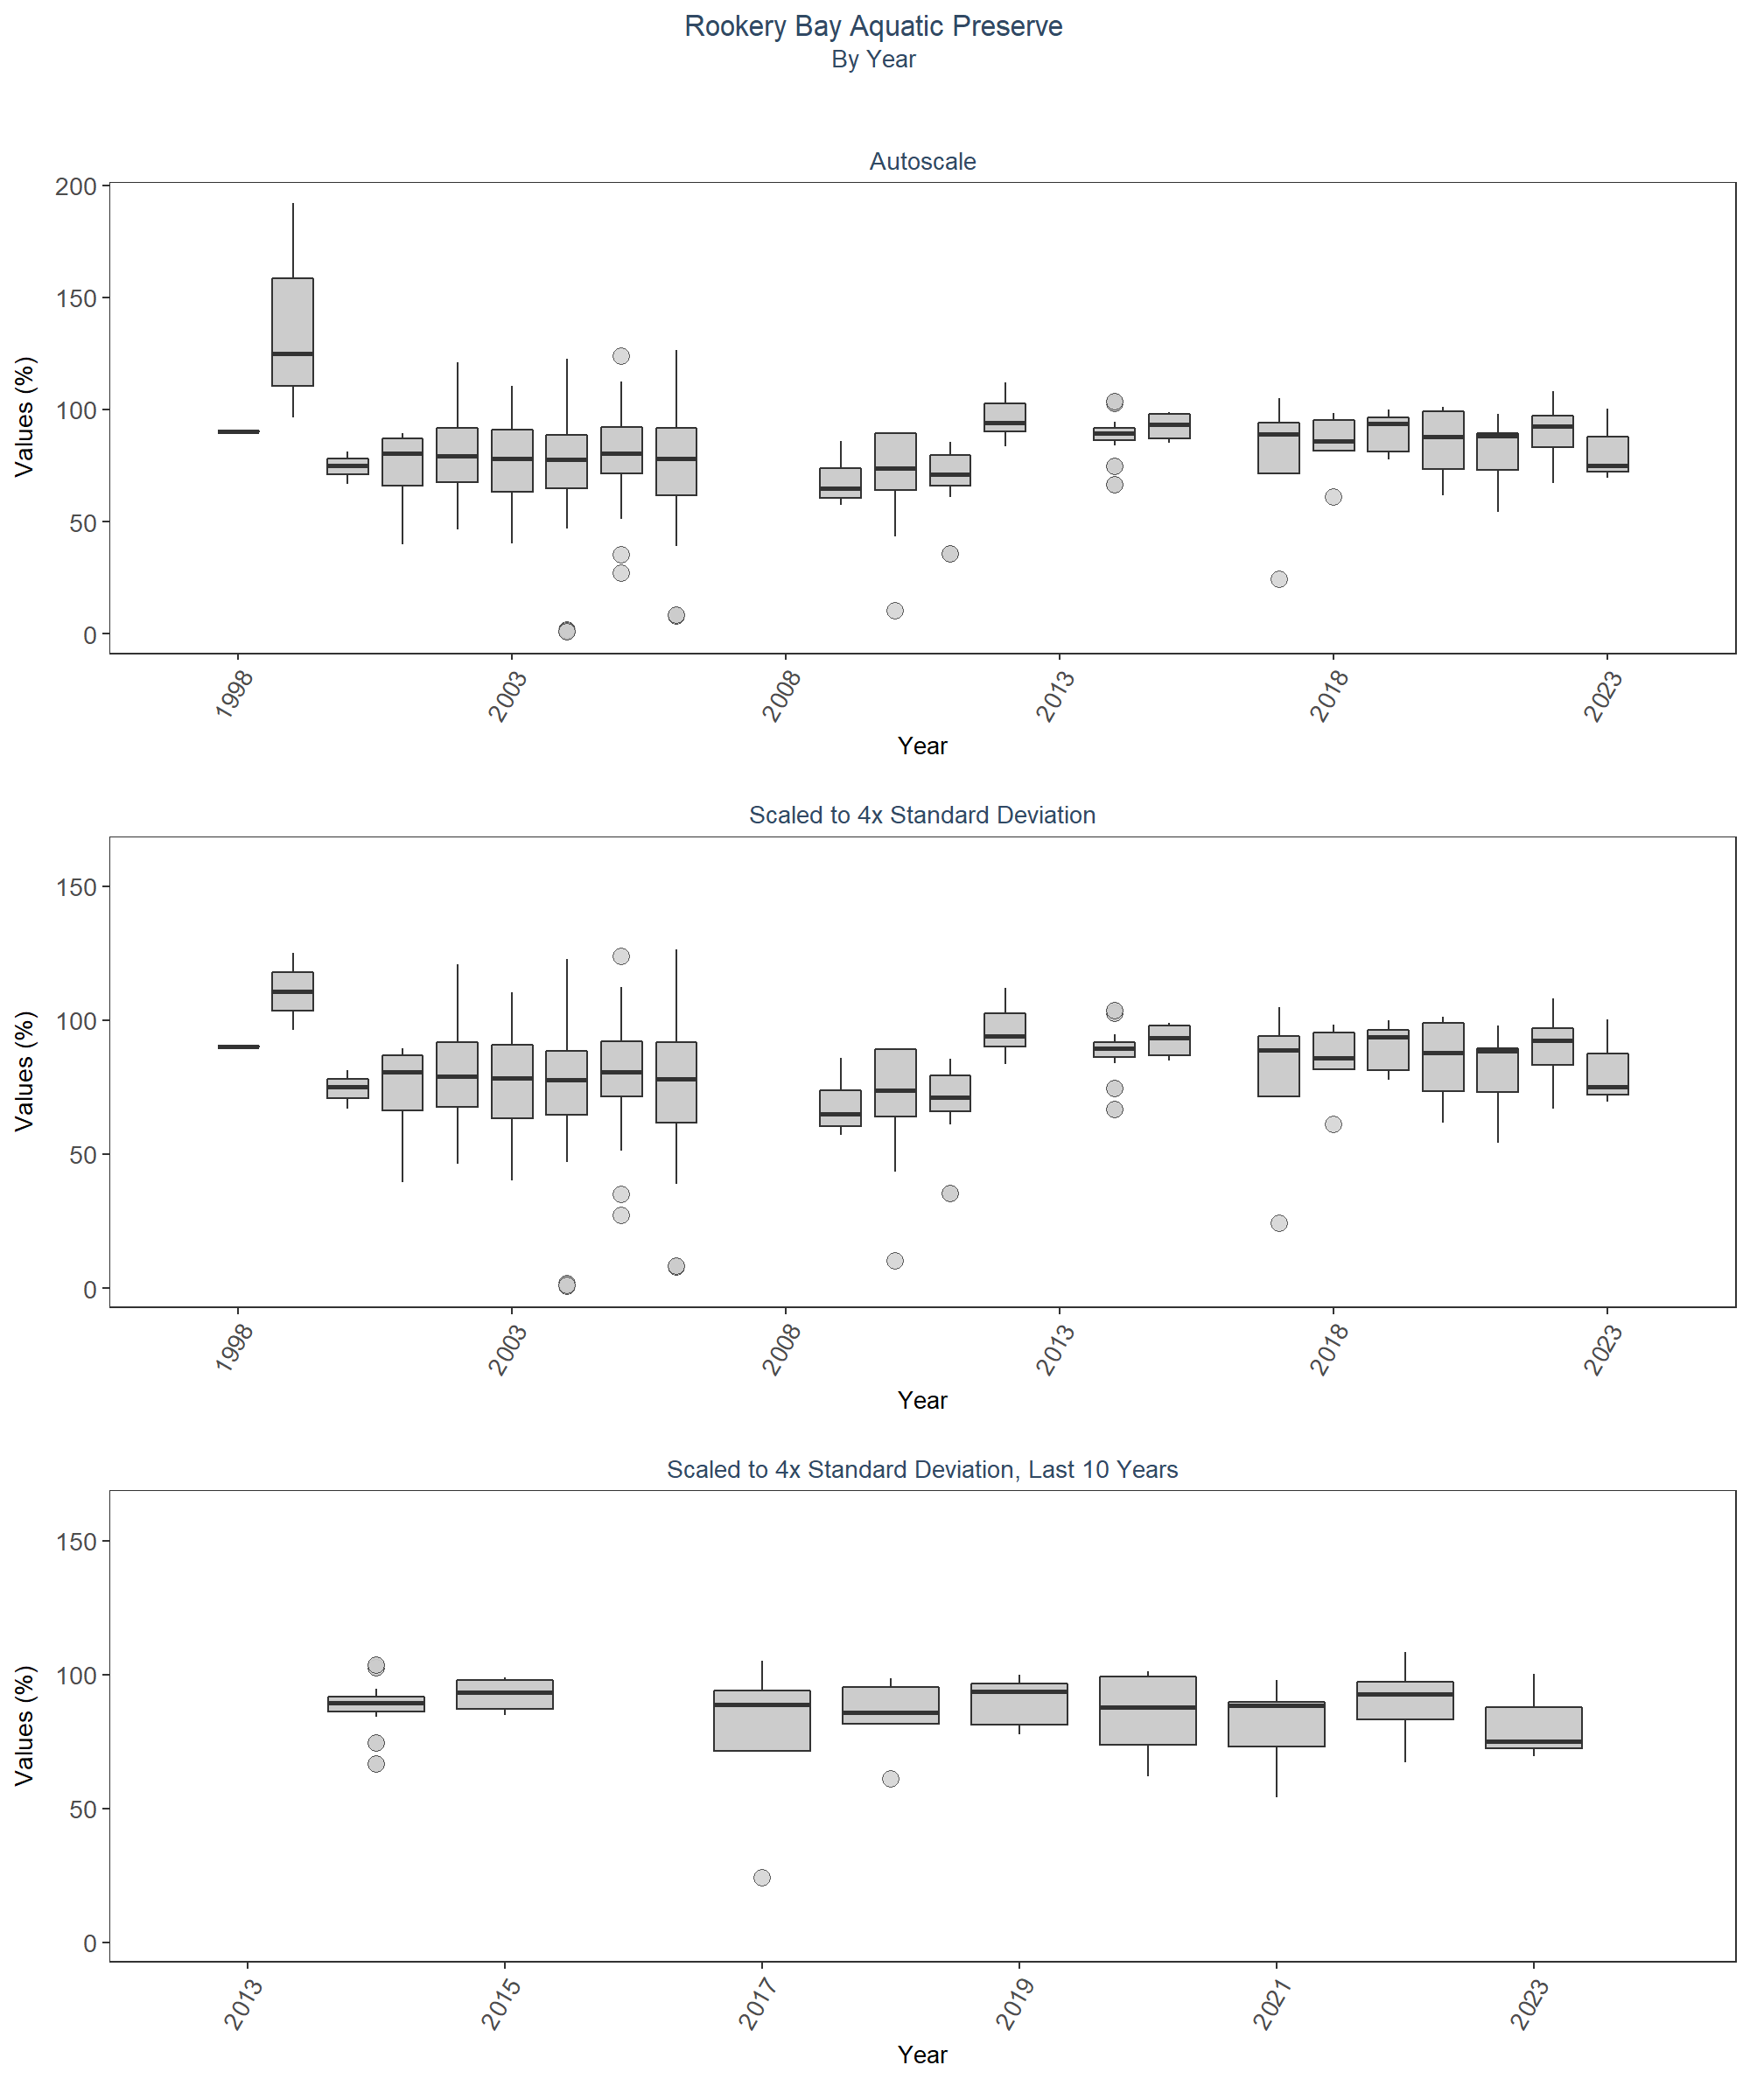 Rookery Bay Aquatic Preserve
By Year
Autoscale
Values (%)
200
150
100
50
0
1998
2003
2008
2013
2018
2023
Year
Scaled to 4x Standard Deviation
Values (%)
150
100
50
0
1998
2003
2008
2013
2018
2023
Year
Scaled to 4x Standard Deviation, Last 10 Years
Values (%)
150
100
50
0
2013
2015
2017
2019
2021
2023
Year